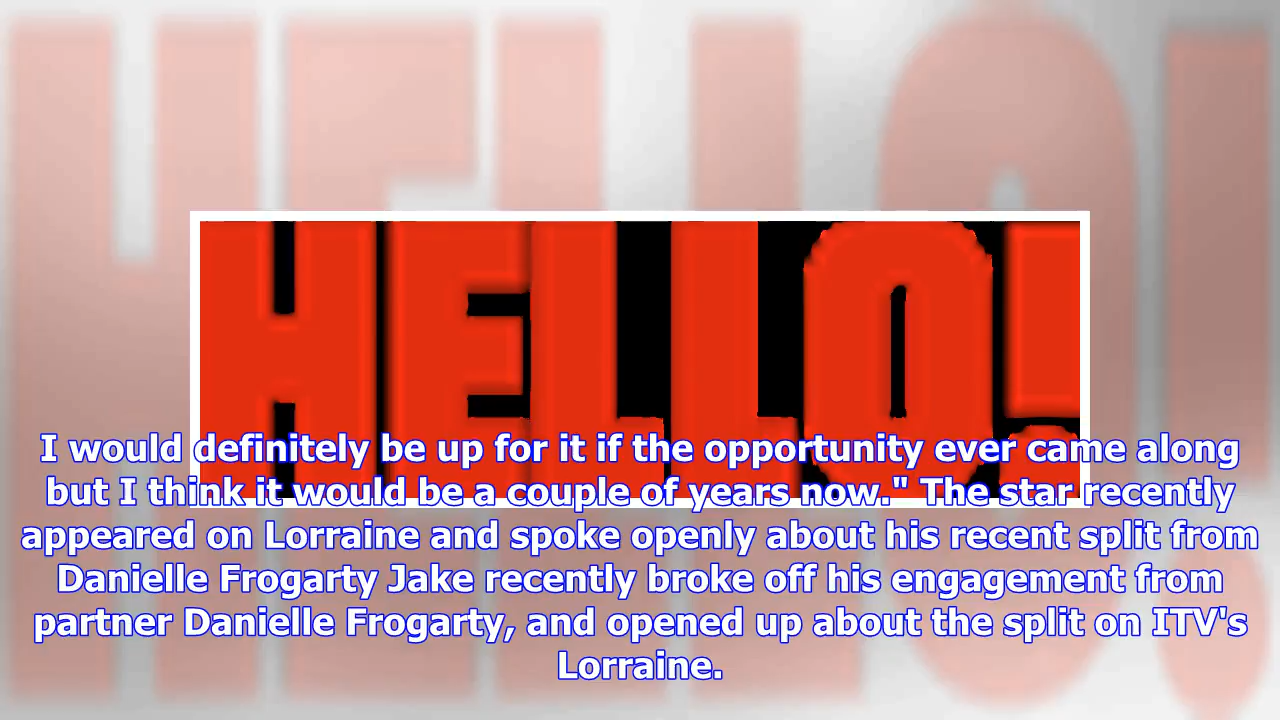 HELLO!
I would definitely be up for it if the opportunity ever came along
but I think it would be a couple of years now." The star recently
appeared on Lorraine and spoke openly about his recent split from
Danielle Frogarty Jake recently broke off his engagement from
partner Danielle Frogarty, and opened up about the split on ITV's
Lorraine.